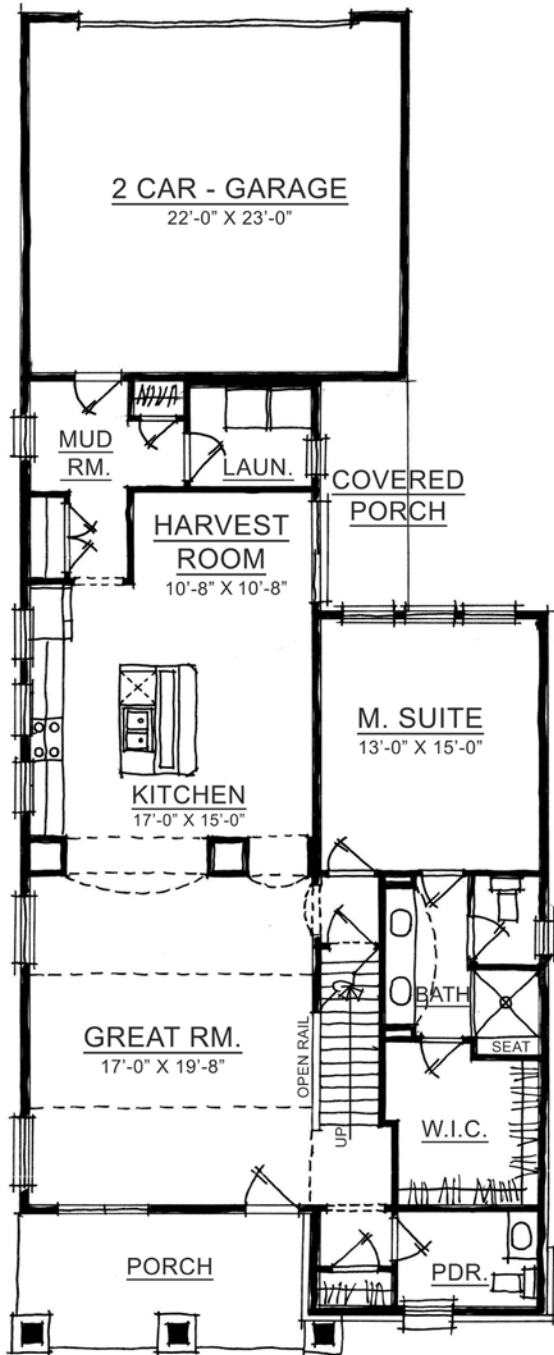 2 CAR - GARAGE
22'-0" X 23'-0"
MUD
RM.
LAUN.
COVERED
PORCH
HARVEST
ROOM
10'-8" X 10'-8"
M. SUITE
13'-0" X 15'-0"
KITCHEN
17'-0" X 15'-0"
BATH
SEAT
GREAT RM.
17'-0" X 19'-8"
OPEN RAIL
UP
W.I.C.
PORCH
PDR.